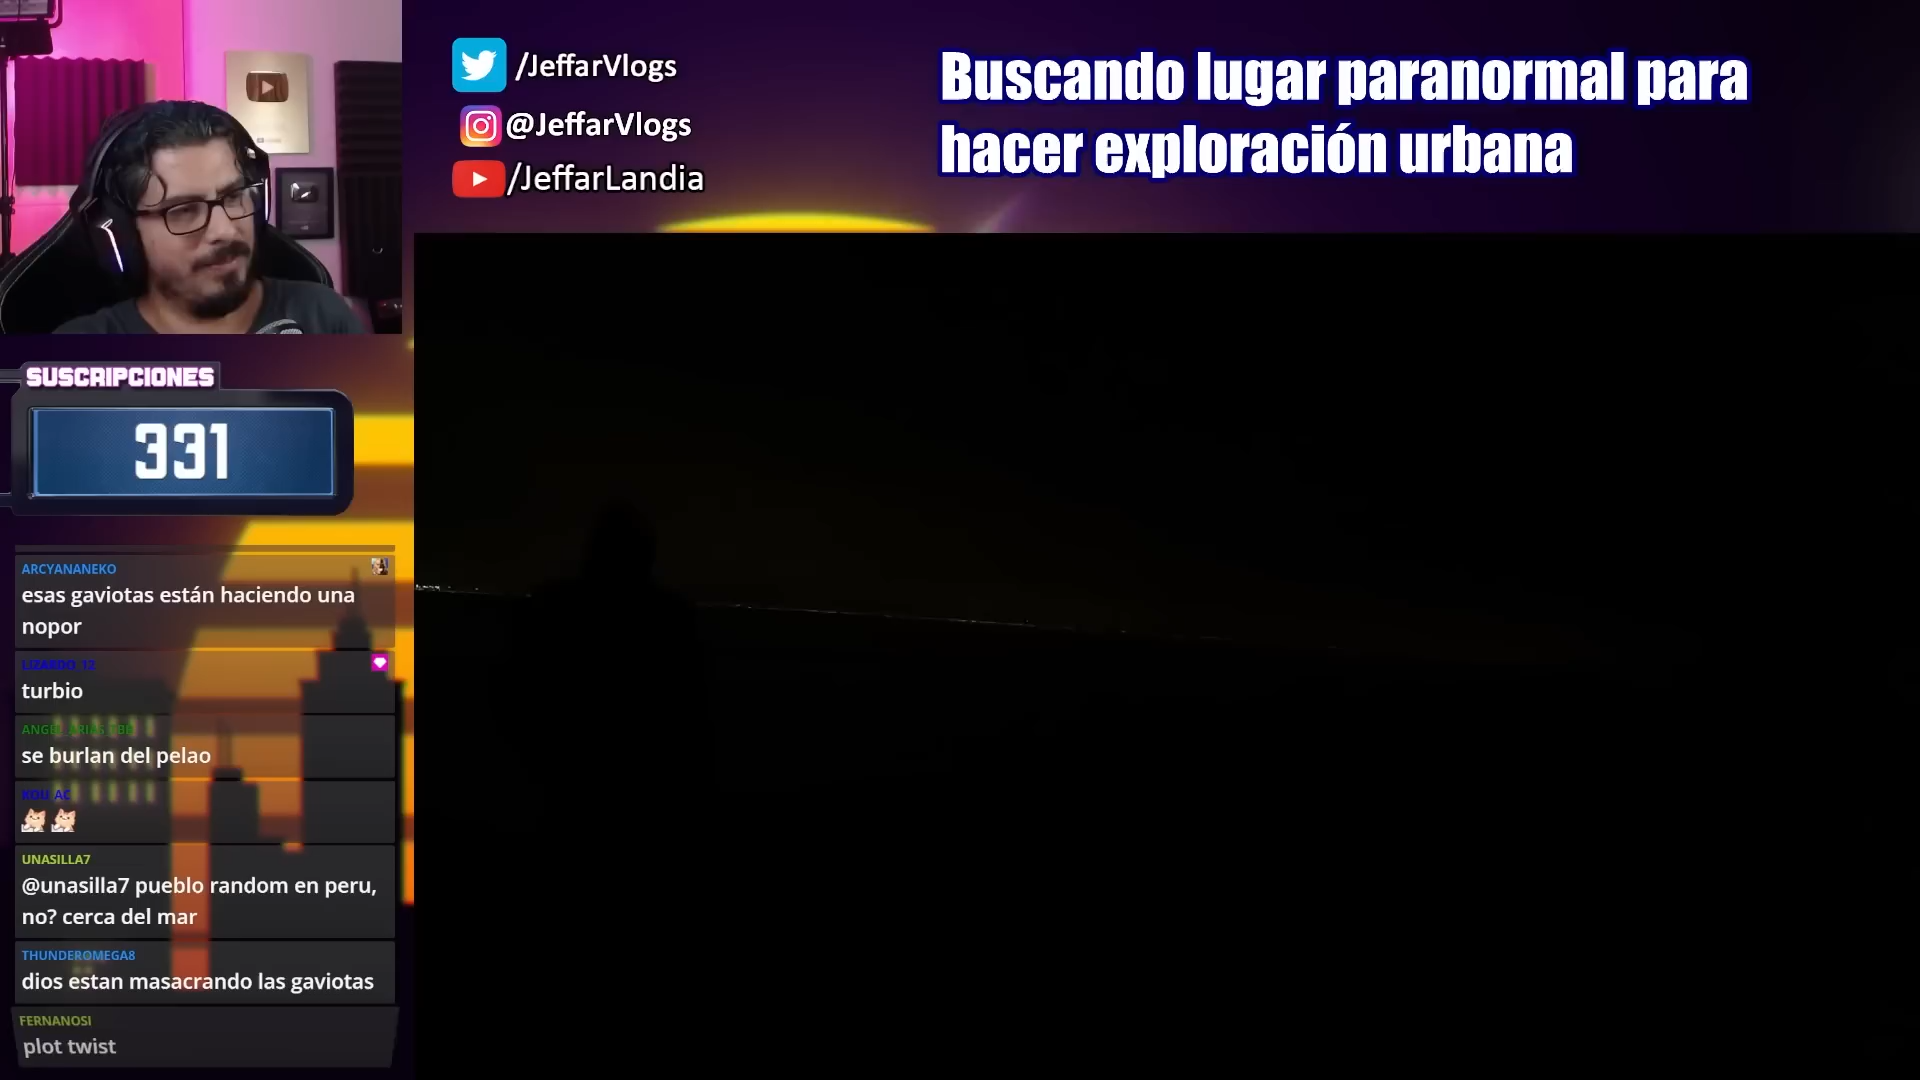 /JeffarVlogs
@JeffarVlogs
/JeffarLandia
Buscando lugar paranormal para
hacer exploración urbana
SUSCRIPCIONES
331
ARCYANANEKO
esas gaviotas están haciendo una
nopor
LIZARDO_12
turbio
se burlan del pelao
KOU_AC
UNASILLA7
@unasilla7 pueblo random en peru,
no? cerca del mar
THUNDEROMEGA8
dios estan masacrando las gaviotas
FERNANOSI
plot twist